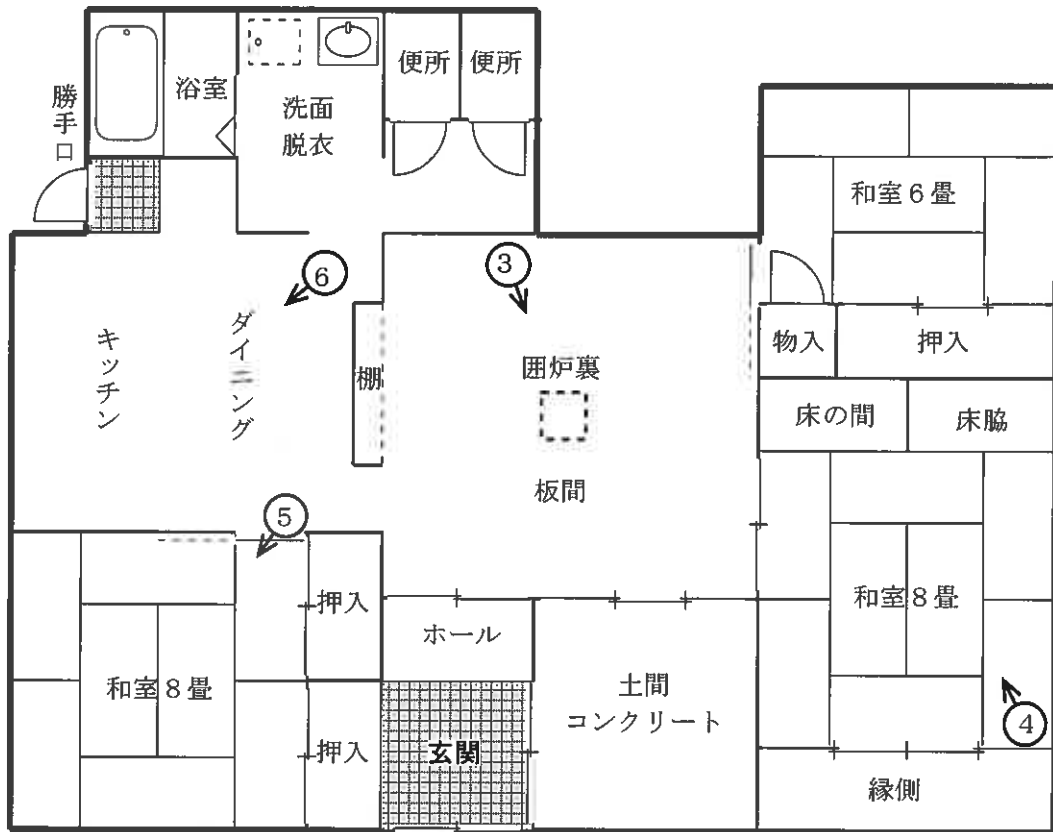 浴室
洗面
脱衣
便所
便所
勝手口
和室6畳
6
3
キッチン
ダイニング
棚
囲炉裏
物入
押入
床の間
床脇
板間
5
押入
ホール
和室8畳
和室8畳
押入
玄関
土間
コンクリート
4
縁側